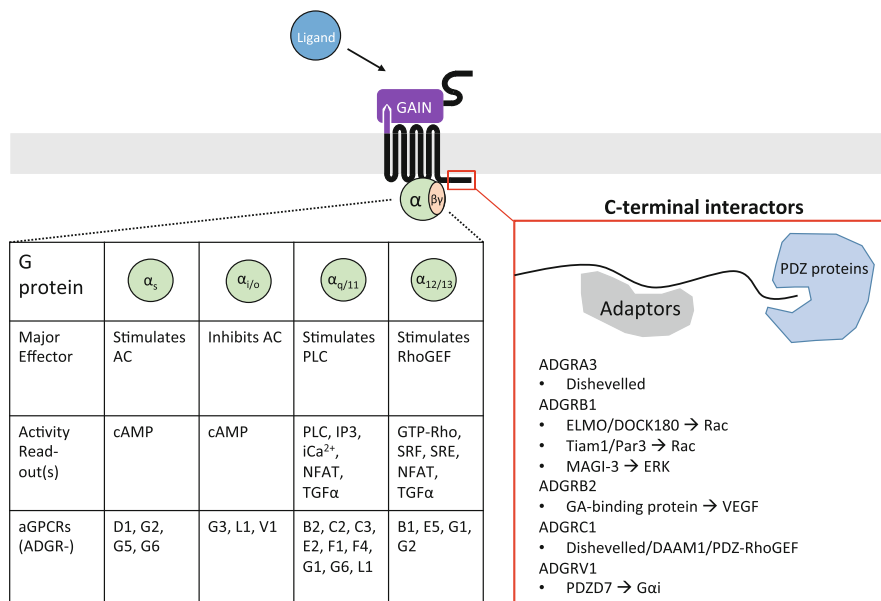 Ligand
GAIN
α βγ
C-terminal interactors
G
protein
αs
αi/o
αq/11
α12/13
Major
Effector
Stimulates
AC
Inhibits AC
Stimulates
PLC
Stimulates
RhoGEF
Activity
Read-
out(s)
cAMP
cAMP
PLC, IP3,
iCa²⁺,
NFAT,
TGFα
GTP-Rho,
SRF, SRE,
NFAT,
TGFα
aGPCRs
(ADGR-)
D1, G2,
G5, G6
G3, L1, V1
B2, C2, C3,
E2, F1, F4,
G1, G6, L1
B1, E5, G1,
G2
PDZ proteins
Adaptors
ADGRA3
• Dishevelled
ADGRB1
• ELMO/DOCK180 → Rac
• Tiam1/Par3 → Rac
• MAGI-3 → ERK
ADGRB2
• GA-binding protein → VEGF
ADGRC1
• Dishevelled/DAAM1/PDZ-RhoGEF
ADGRV1
• PDZD7 → Gαi